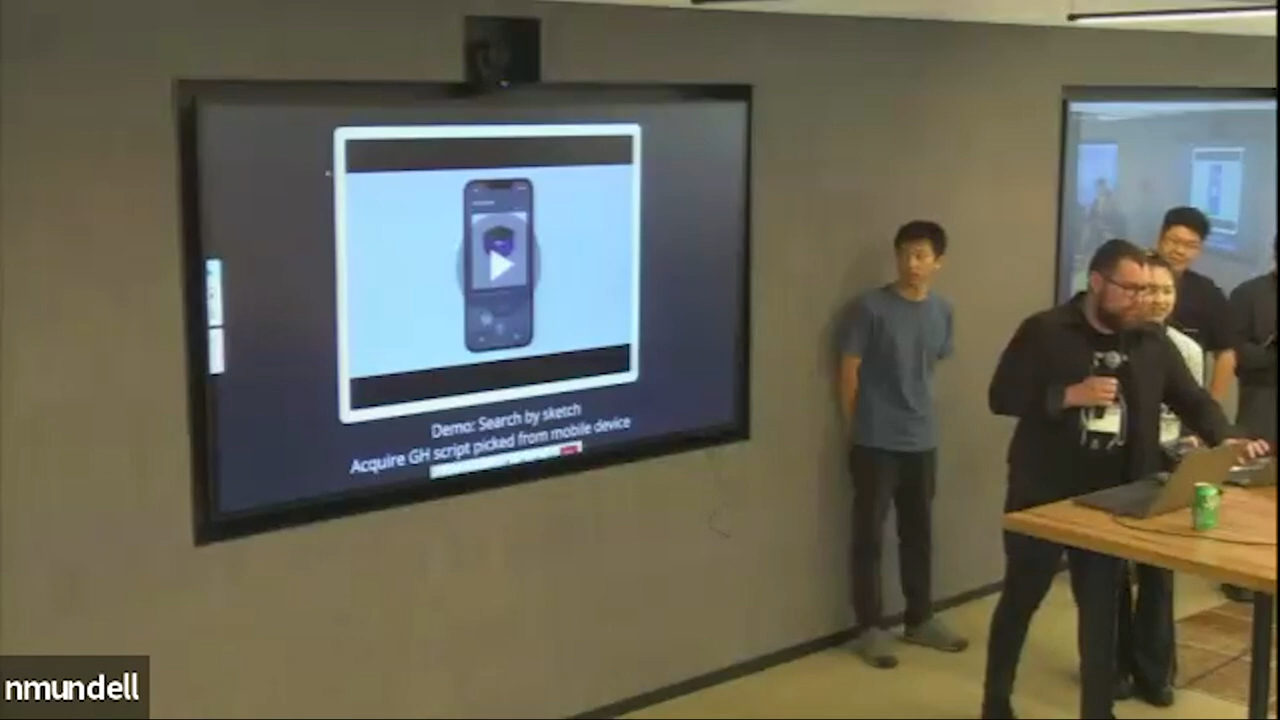 Demo: Search by sketch
Acquire GH script picked from mobile device
nmundell